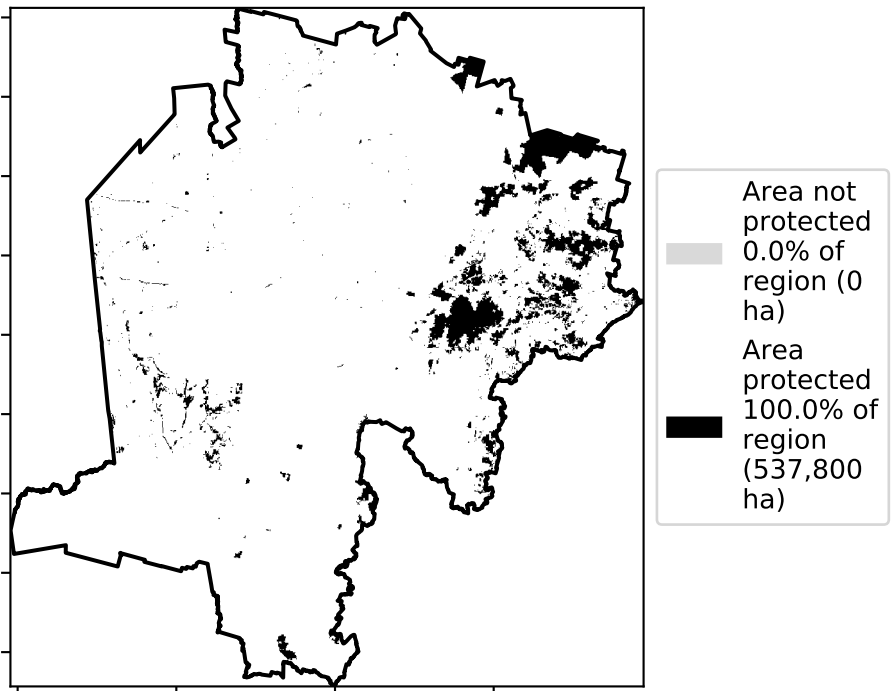 Area not
protected
0.0% of
region (0
ha)
Area
protected
100.0% of
region
(537,800
ha)